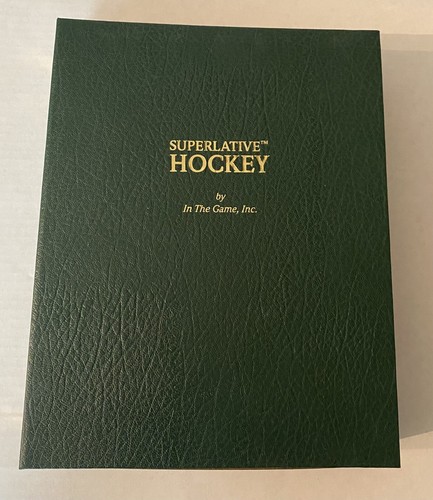 SUPERLATIVE™
HOCKEY
by
In The Game, Inc.